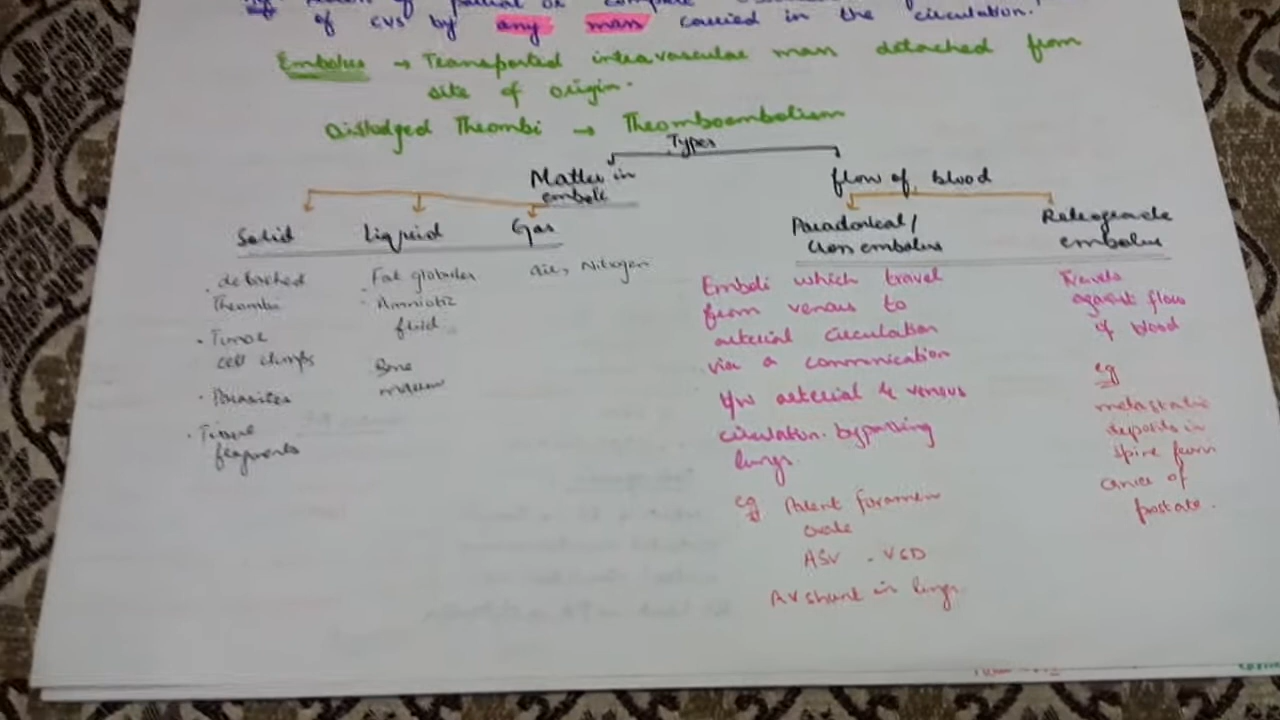 of CVS by any mass carried in the circulation.
Embolus → Transported intravascular mass detached from
site of origin.
Dislodged Thrombi → Thromboembolism
Types
Matter in
emboli
flow of blood
Solid
Liquid
Gas
Paradoxical /
Cross embolus
Retrograde
embolus
. detached
Thrombi
. Tumor
cell clumps
. Parasites
. Tissue
fragments
. Fat globules
. Amniotic
fluid
Bone
marrow
air, Nitrogen
Emboli which travel
from venous to
arterial circulation
via a communication
b/w arterial & venous
circulation. bypassing
lungs.
eg Patent foramen
ovale
ASV . VSD
AV shunt in lungs.
Travels
against flow
of blood
eg
metastatic
deposits in
spine from
cancer of
prostate.